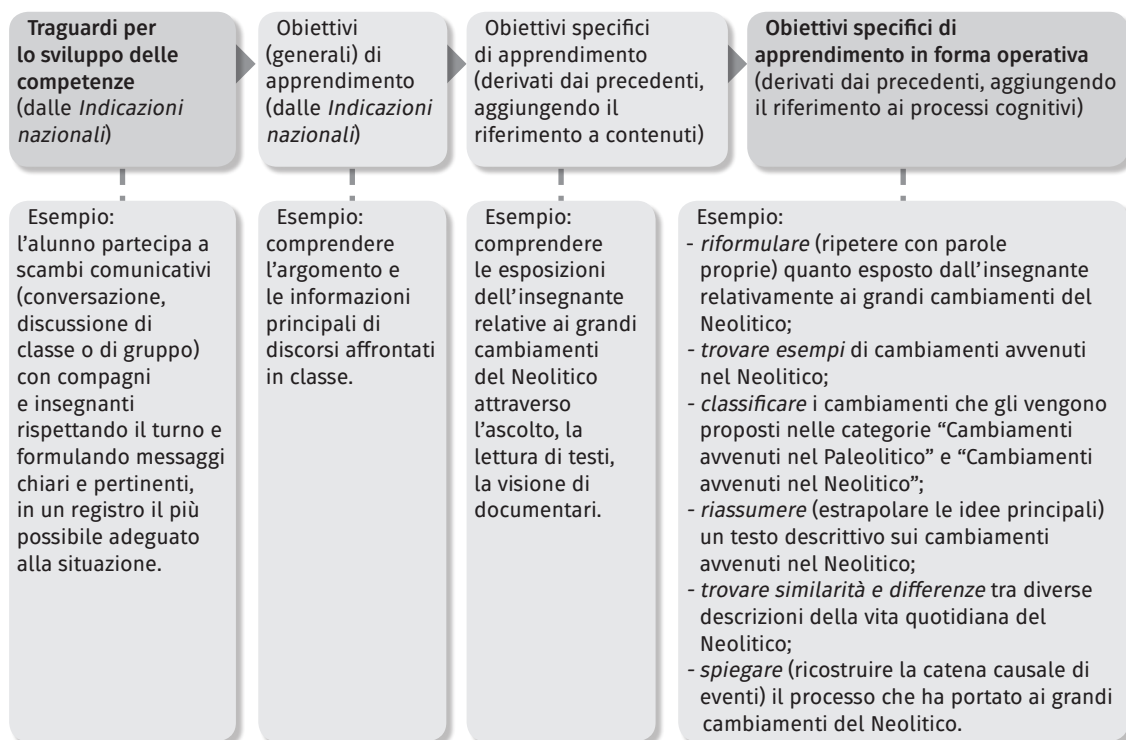 Traguardi per
lo sviluppo delle
competenze
(dalle Indicazioni
nazionali)
Obiettivi
(generali) di
apprendimento
(dalle Indicazioni
nazionali)
Obiettivi specifici
di apprendimento
(derivati dai precedenti,
aggiungendo il
riferimento a contenuti)
Obiettivi specifici di
apprendimento in forma operativa
(derivati dai precedenti, aggiungendo
il riferimento ai processi cognitivi)
Esempio:
l'alunno partecipa a
scambi comunicativi
(conversazione,
discussione di
classe o di gruppo)
con compagni
e insegnanti
rispettando il turno e
formulando messaggi
chiari e pertinenti,
in un registro il più
possibile adeguato
alla situazione.
Esempio:
comprendere
l'argomento e
le informazioni
principali di
discorsi affrontati
in classe.
Esempio:
comprendere
le esposizioni
dell'insegnante
relative ai grandi
cambiamenti
del Neolitico
attraverso
l'ascolto, la
lettura di testi,
la visione di
documentari.
Esempio:
- riformulare (ripetere con parole
proprie) quanto esposto dall'insegnante
relativamente ai grandi cambiamenti del
Neolitico;
- trovare esempi di cambiamenti avvenuti
nel Neolitico;
- classificare i cambiamenti che gli vengono
proposti nelle categorie “Cambiamenti
avvenuti nel Paleolitico” e “Cambiamenti
avvenuti nel Neolitico”;
- riassumere (estrapolare le idee principali)
un testo descrittivo sui cambiamenti
avvenuti nel Neolitico;
- trovare similarità e differenze tra diverse
descrizioni della vita quotidiana del
Neolitico;
- spiegare (ricostruire la catena causale di
eventi) il processo che ha portato ai grandi
cambiamenti del Neolitico.